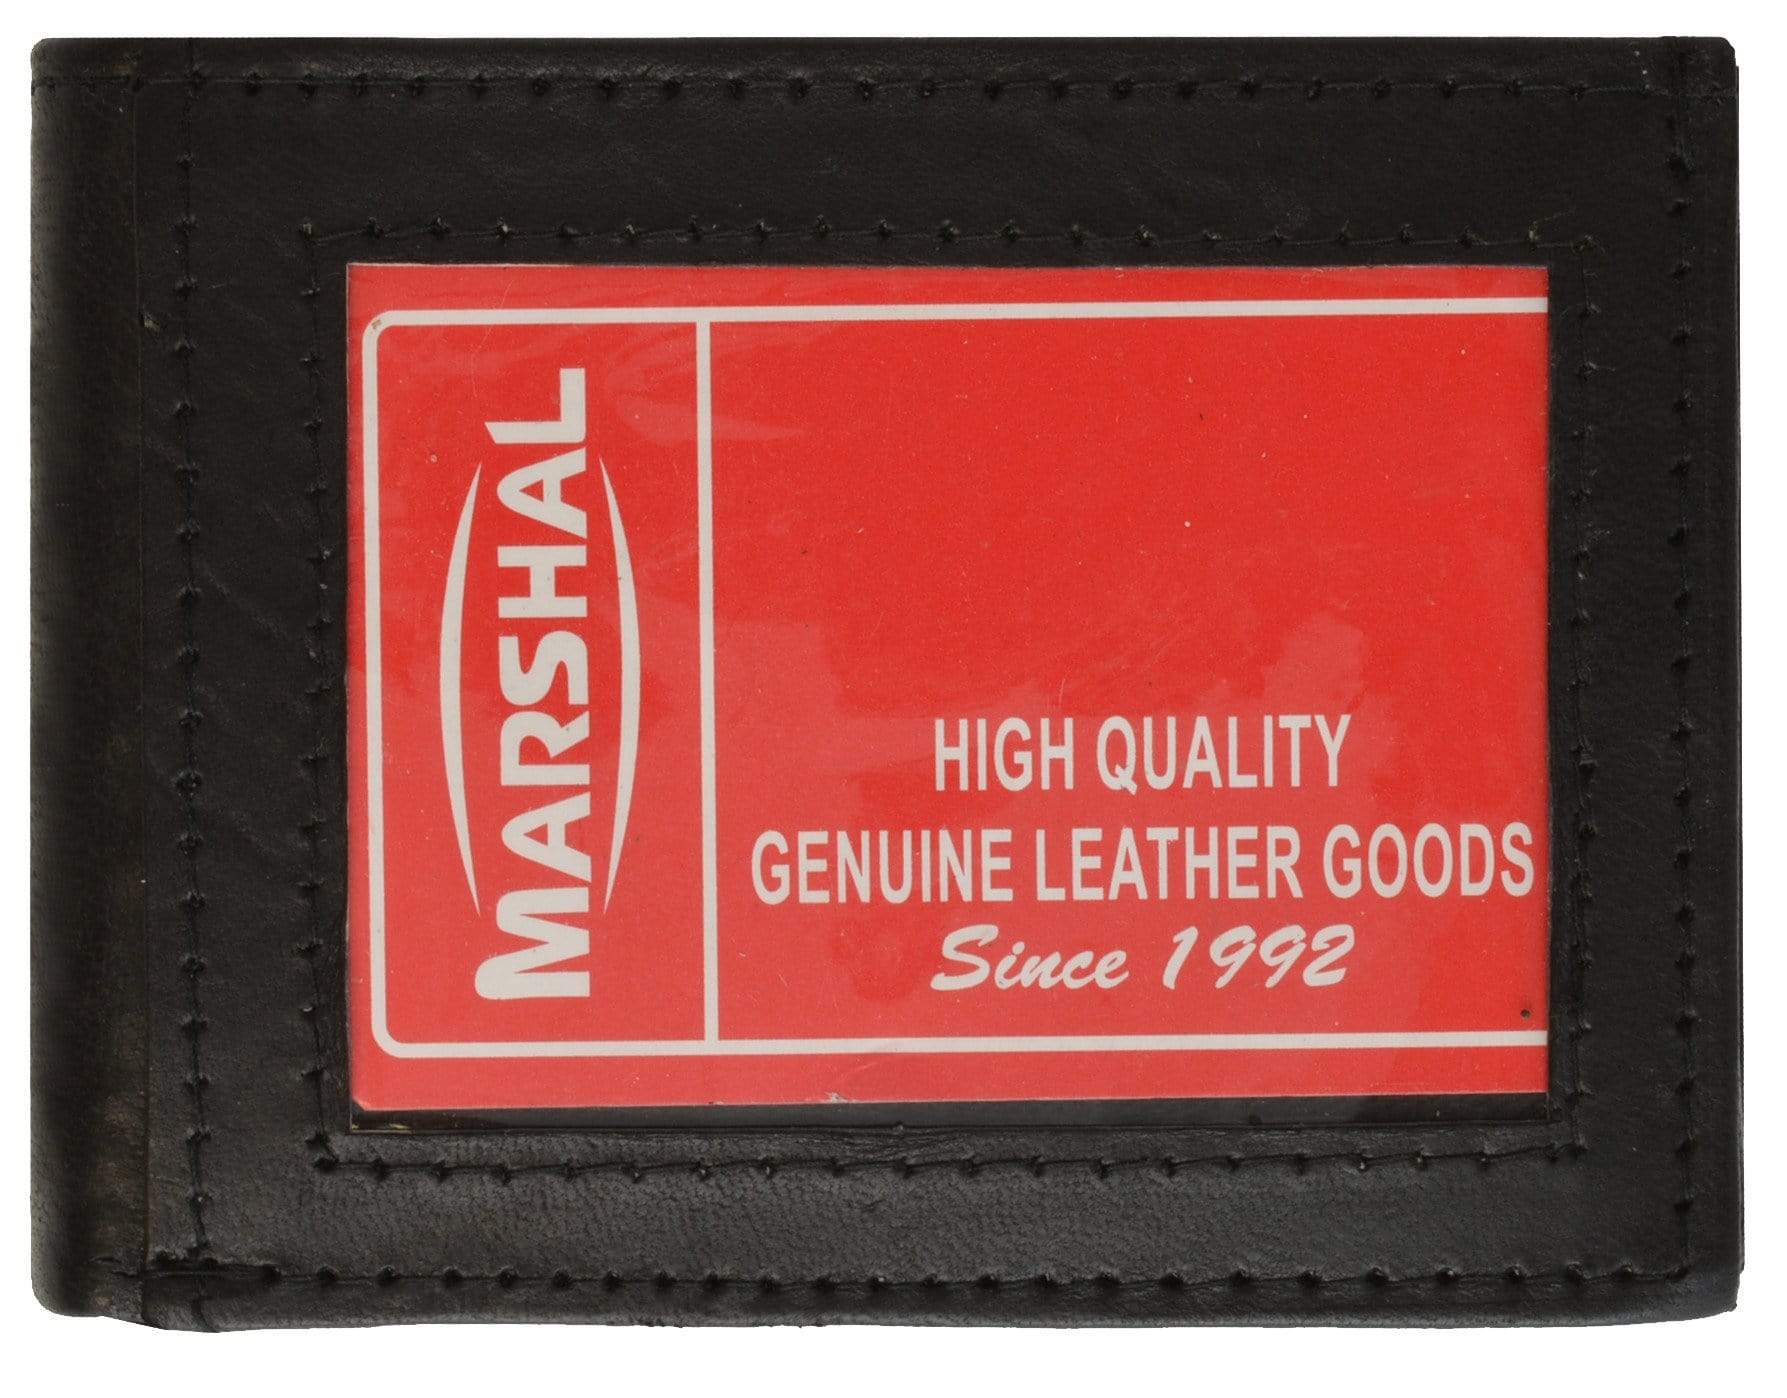 MARSHAL
HIGH QUALITY
GENUINE LEATHER GOODS
Since 1992